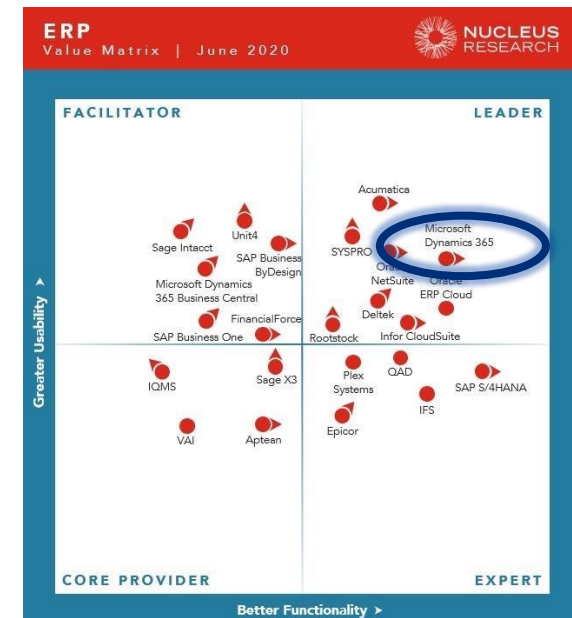 ERP
Value Matrix | June 2020
NUCLEUS
RESEARCH
FACILITATOR
LEADER
Acumatica
Microsoft
Dynamics 365
Unit4
SYSPRO
Sage Intacct
SAP Business
ByDesign
NetSuite
Oracle
ERP Cloud
Microsoft Dynamics
365 Business Central
Deltek
FinancialForce
SAP Business One
Rootstock
Infor CloudSuite
IQMS
Sage X3
Plex
Systems
QAD
SAP S/4HANA
IFS
VAI
Aptean
Epicor
CORE PROVIDER
EXPERT
Greater Usability >
Better Functionality >